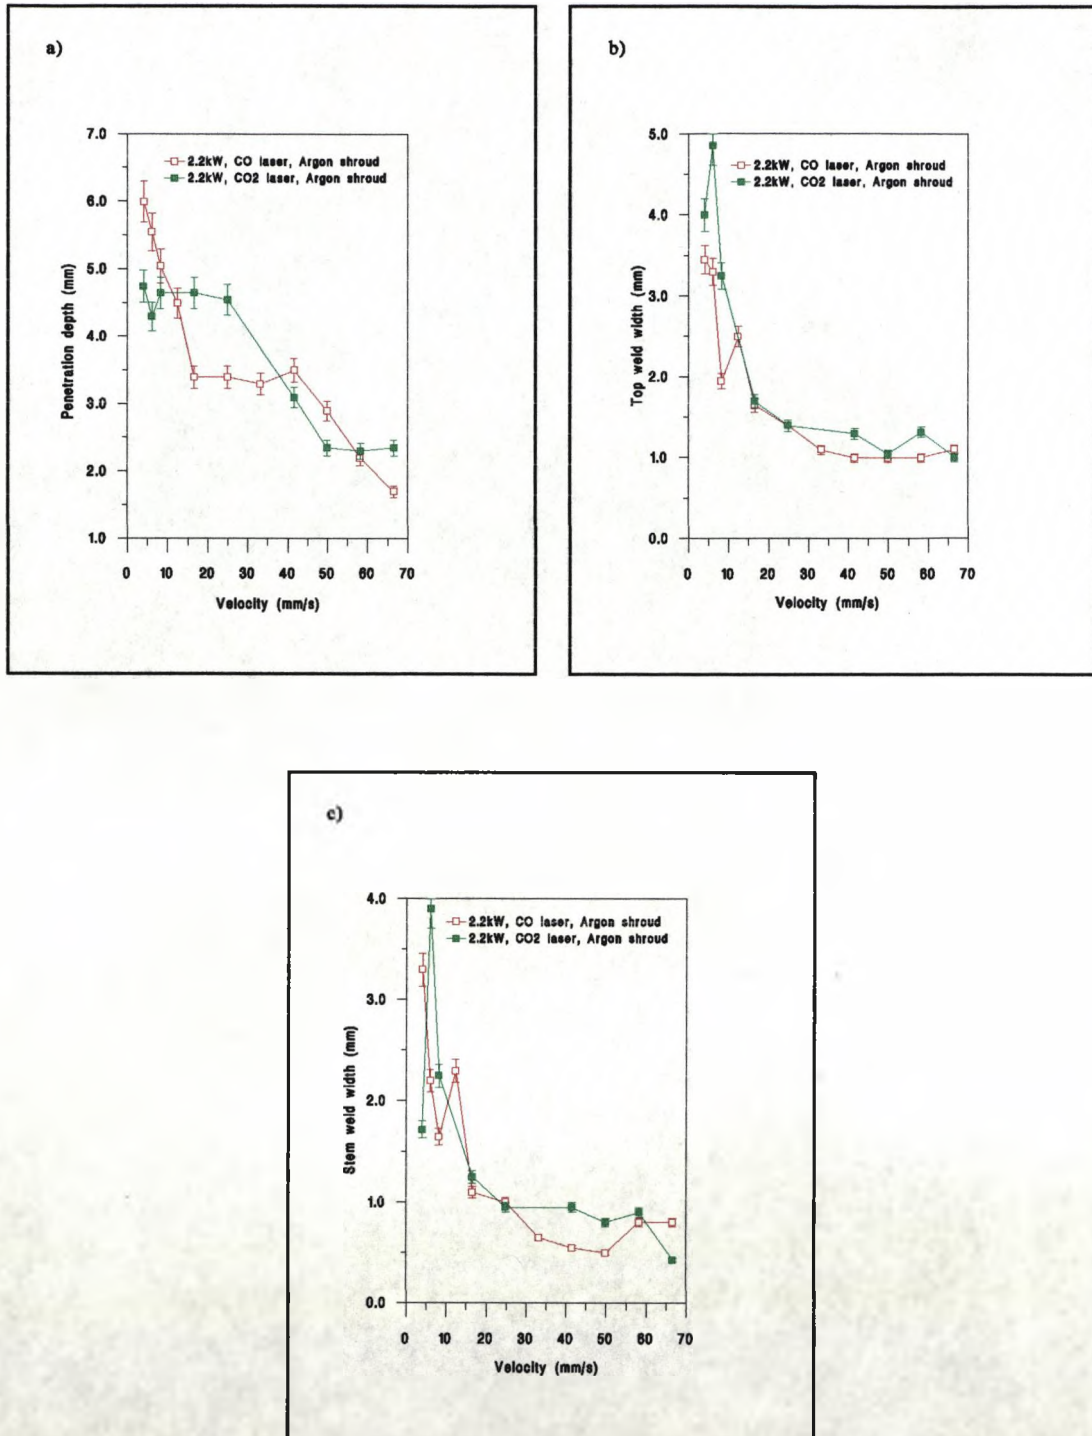 a)
7.0
2.2kW, CO laser, Argon shroud
2.2kW, CO2 laser, Argon shroud
6.0
5.0
4.0
3.0
2.0
1.0
Penetration depth (mm)
0 10 20 30 40 50 60 70
Velocity (mm/s)
b)
5.0
2.2kW, CO laser, Argon shroud
2.2kW, CO2 laser, Argon shroud
4.0
3.0
2.0
1.0
0.0
Top weld width (mm)
0 10 20 30 40 50 60 70
Velocity (mm/s)
c)
4.0
2.2kW, CO laser, Argon shroud
2.2kW, CO2 laser, Argon shroud
3.0
2.0
1.0
0.0
Stem weld width (mm)
0 10 20 30 40 50 60 70
Velocity (mm/s)